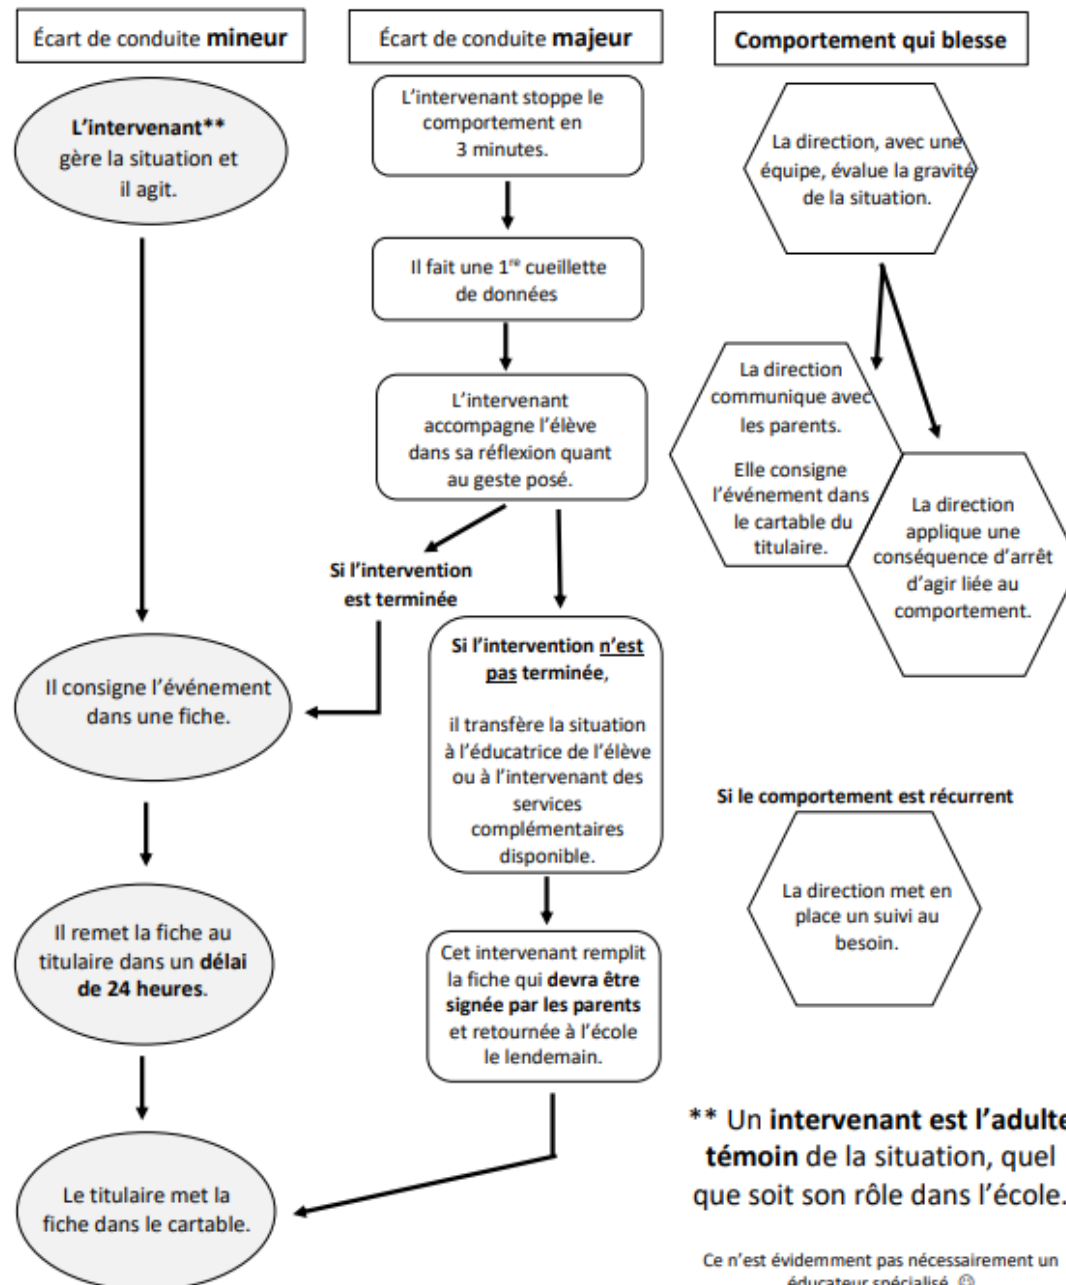 Écart de conduite mineur
L'intervenant**
gère la situation et
il agit.
Il consigne l'événement
dans une fiche.
Il remet la fiche au
titulaire dans un délai
de 24 heures.
Le titulaire met la
fiche dans le cartable.
Écart de conduite majeur
L'intervenant stoppe le
comportement en
3 minutes.
Il fait une 1re cueillette
de données
L'intervenant
accompagne l'élève
dans sa réflexion quant
au geste posé.
Si l'intervention
est terminée
Si l'intervention n'est
pas terminée,
il transfère la situation
à l'éducatrice de l'élève
ou à l'intervenant des
services
complémentaires
disponible.
Cet intervenant remplit
la fiche qui devra être
signée par les parents
et retournée à l'école
le lendemain.
Comportement qui blesse
La direction, avec une
équipe, évalue la gravité
de la situation.
La direction
communique avec
les parents.
Elle consigne
l'événement dans
le cartable du
titulaire.
La direction
applique une
conséquence d'arrêt
d'agir liée au
comportement.
Si le comportement est récurrent
La direction met en
place un suivi au
besoin.
** Un intervenant est l'adulte
témoin de la situation, quel
que soit son rôle dans l'école.
Ce n'est évidemment pas nécessairement un
éducateur spécialisé. ☺